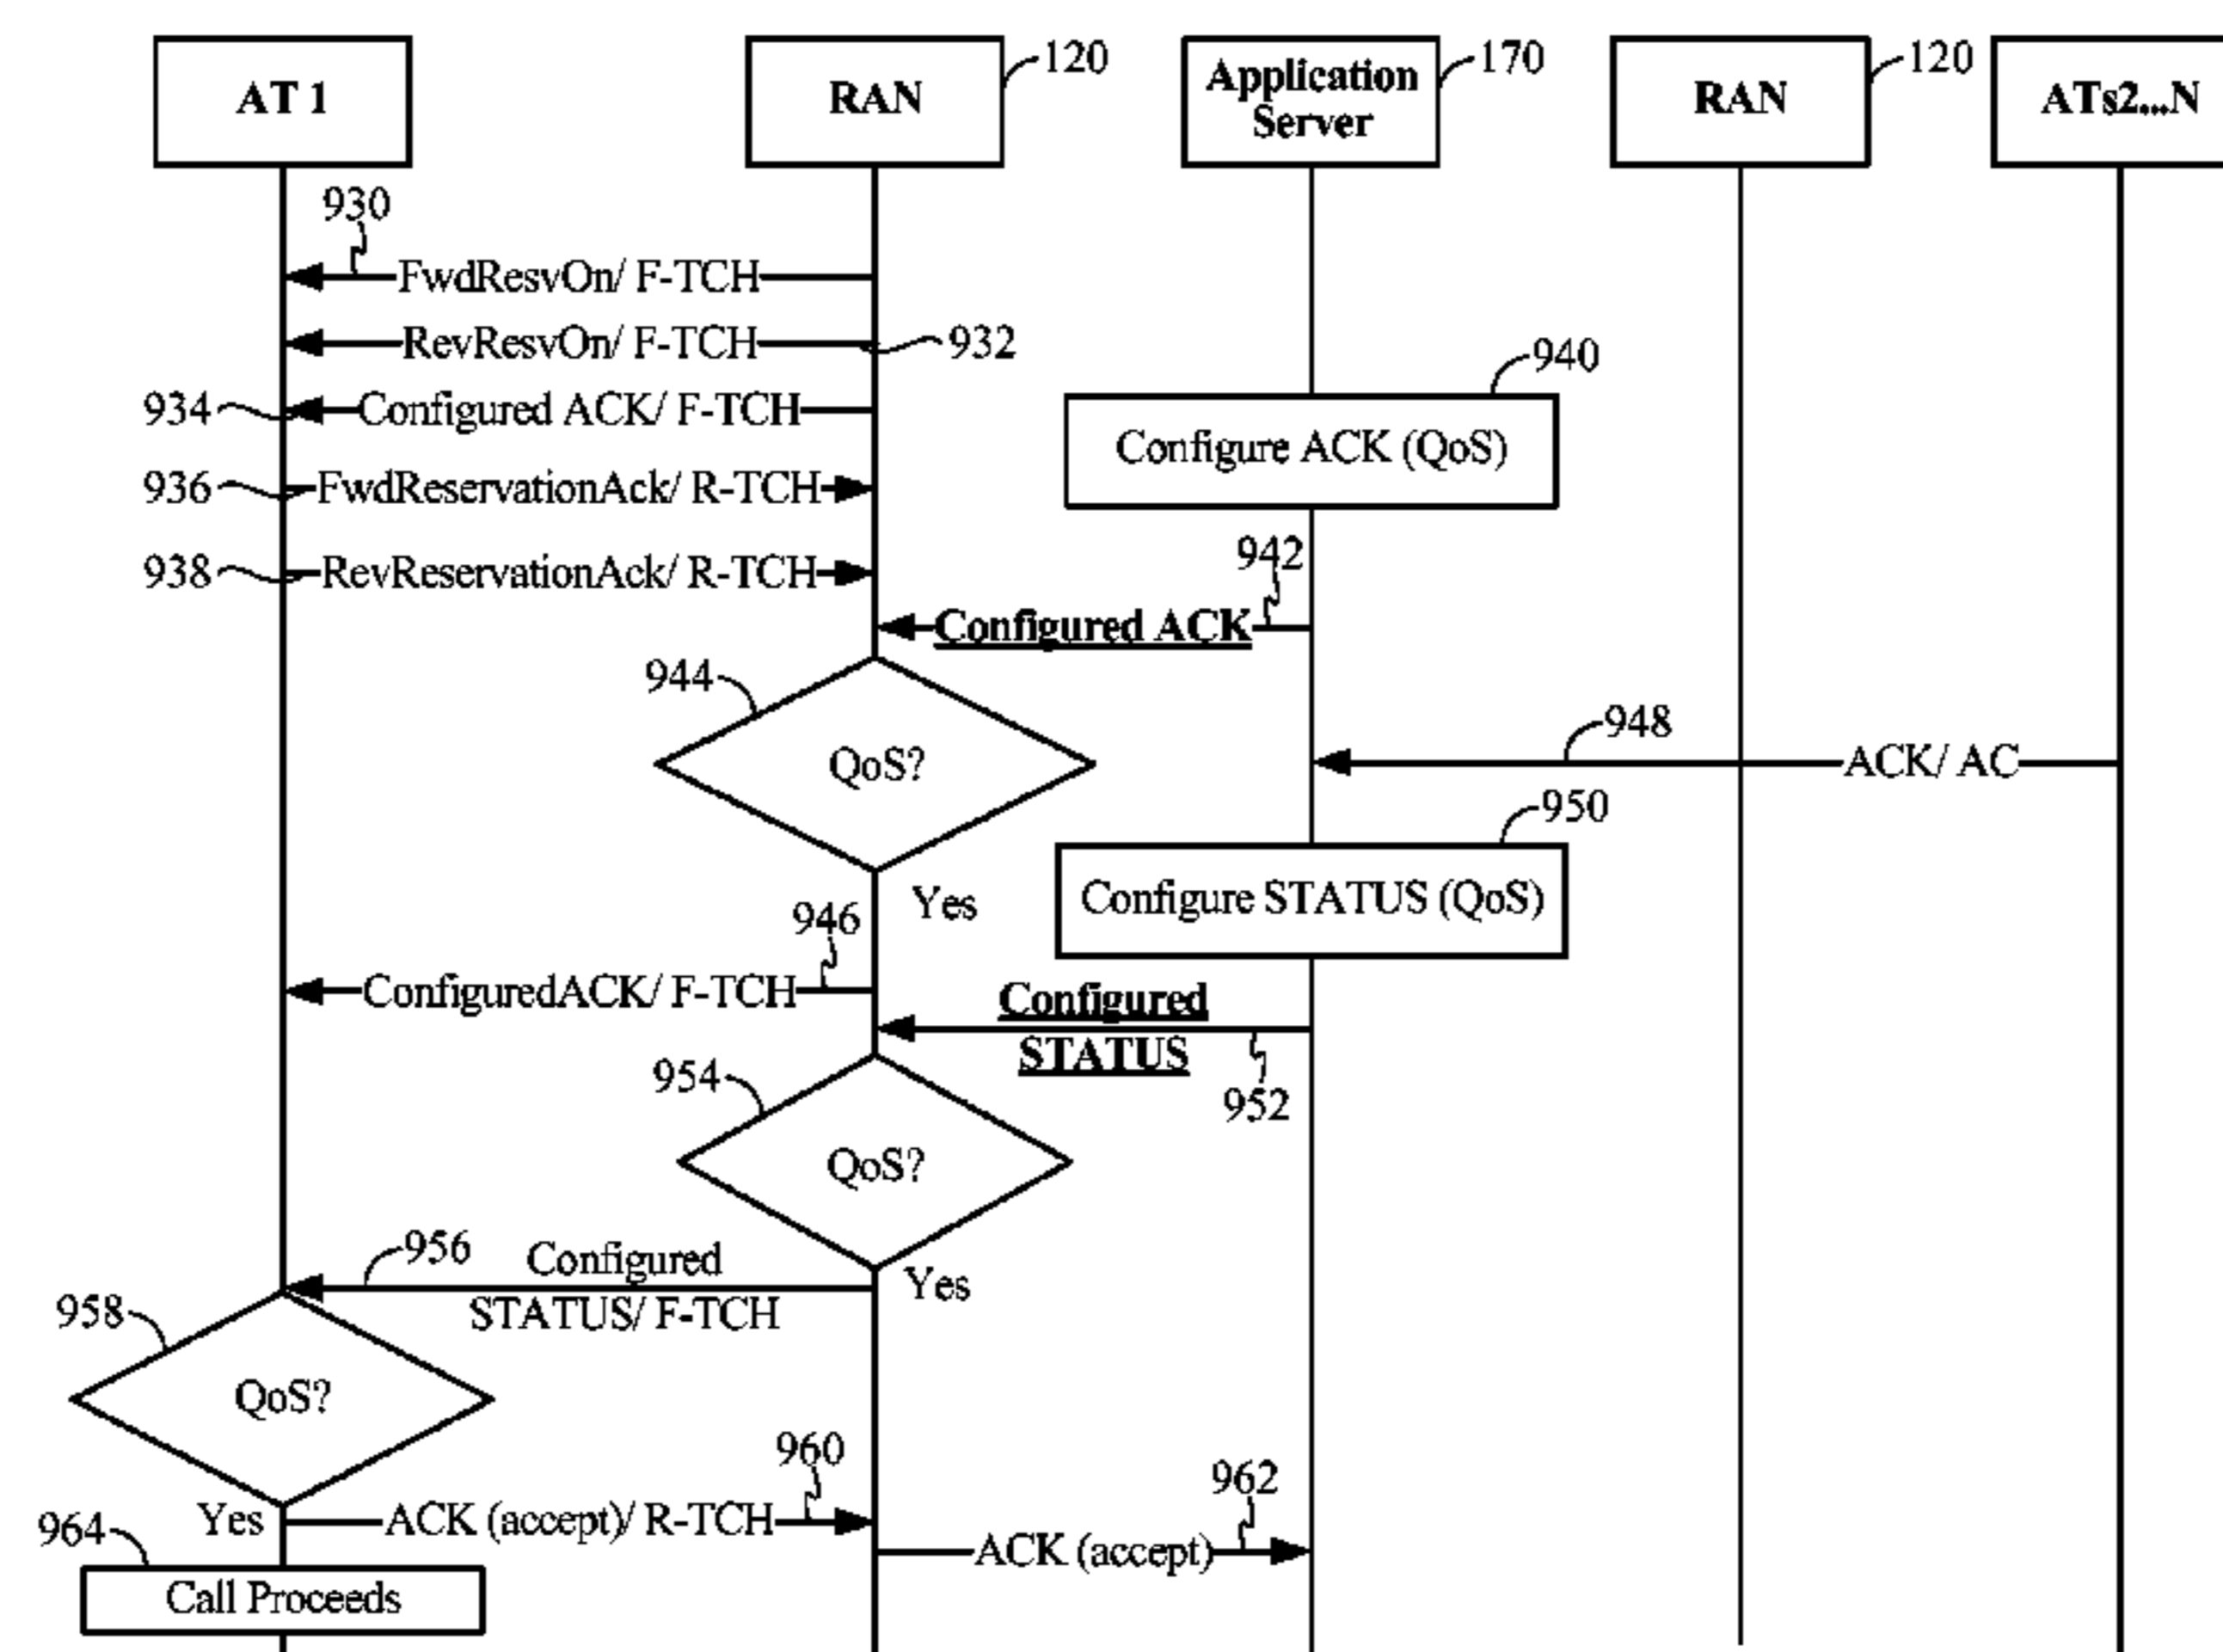 AT 1
RAN
120
Application
Server
170
RAN
120
ATs2...N
930
FwdResvOn/ F-TCH
RevResvOn/ F-TCH
932
940
934
Configured ACK/ F-TCH
Configure ACK (QoS)
936
FwdReservationAck/ R-TCH
942
938
RevReservationAck/ R-TCH
Configured ACK
944
948
QoS?
ACK/ AC
950
Yes
Configure STATUS (QoS)
946
ConfiguredACK/ F-TCH
Configured
STATUS
954
952
QoS?
956
Configured
Yes
STATUS/ F-TCH
958
QoS?
960
962
Yes
ACK (accept)/ R-TCH
964
ACK (accept)
Call Proceeds